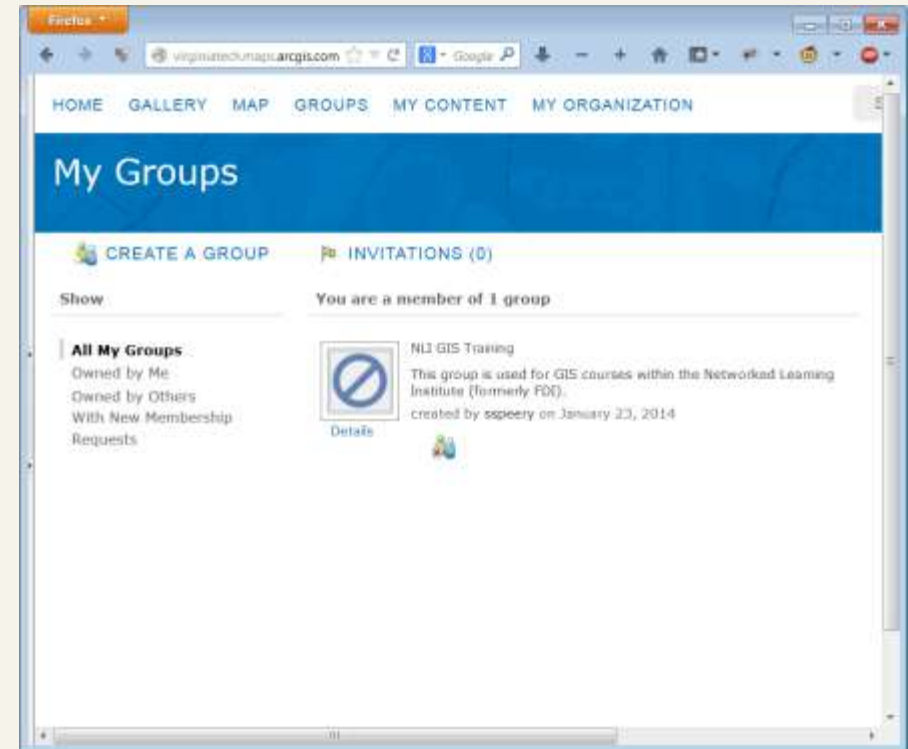 Firefox
virginiatech.maps.arcgis.com
Google
HOME GALLERY MAP GROUPS MY CONTENT MY ORGANIZATION
My Groups
CREATE A GROUP INVITATIONS (0)
Show
You are a member of 1 group
All My Groups
Owned by Me
Owned by Others
With New Membership
Requests
NLI GIS Training
This group is used for GIS courses within the Networked Learning
Institute (formerly FDI).
created by sspeery on January 23, 2014
Details